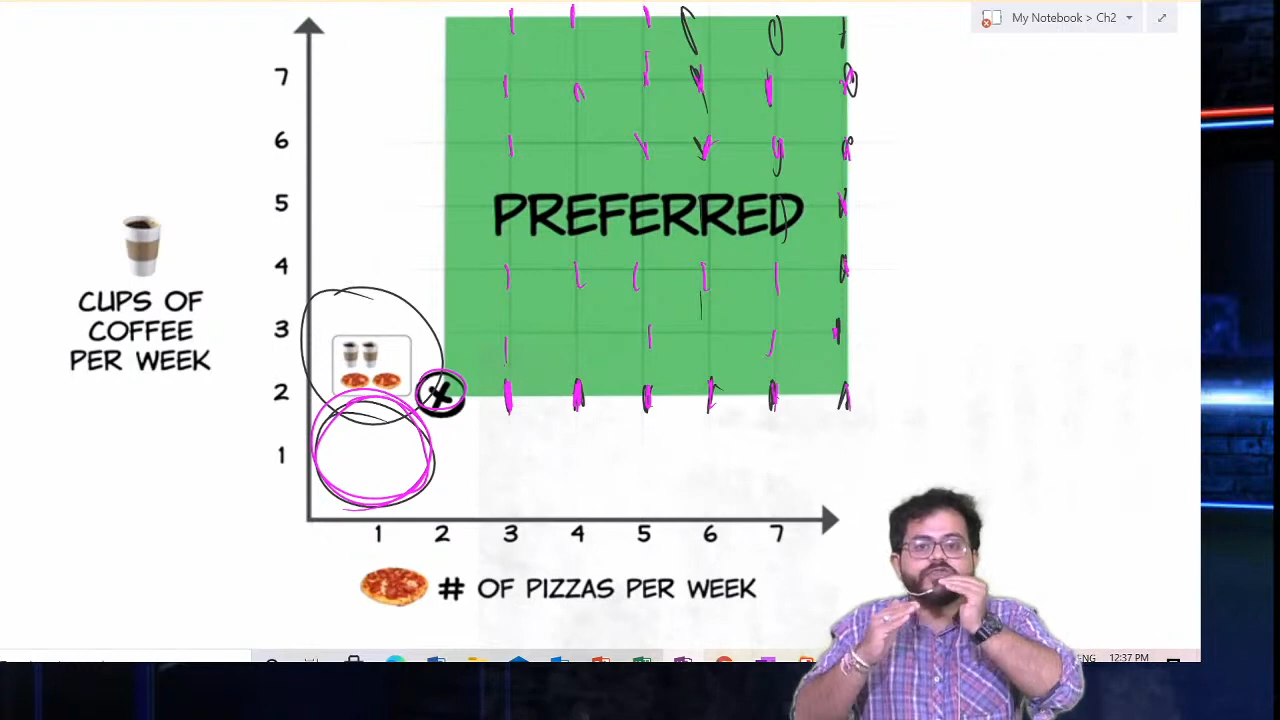 My Notebook > Ch2
7
6
5
4
3
2
1
PREFERRED
CUPS OF
COFFEE
PER WEEK
1 2 3 4 5 6 7
# OF PIZZAS PER WEEK
ENG 12:37 PM